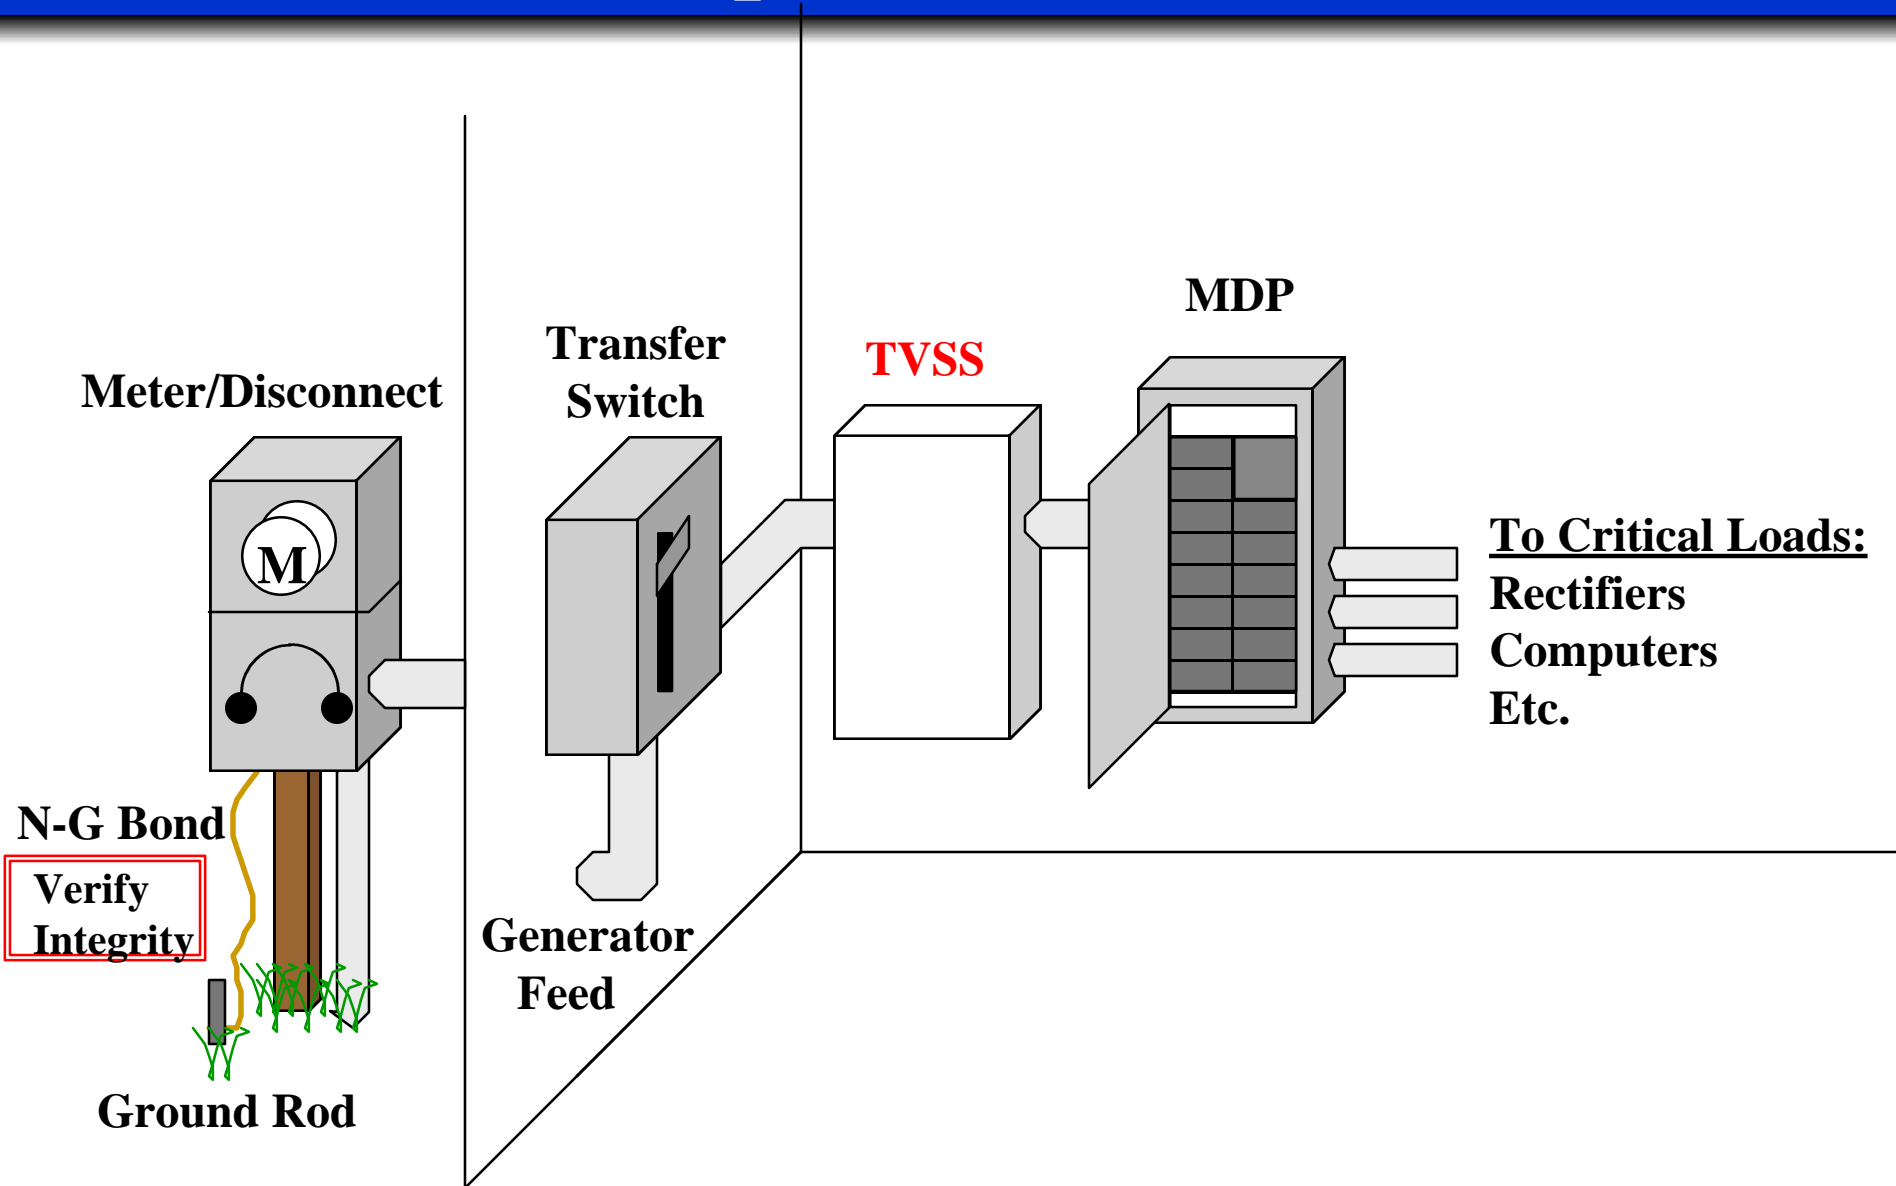 MDP
Transfer
Switch
TVSS
Meter/Disconnect
M
To Critical Loads:
Rectifiers
Computers
Etc.
N-G Bond
Verify
Integrity
Generator
Feed
Ground Rod